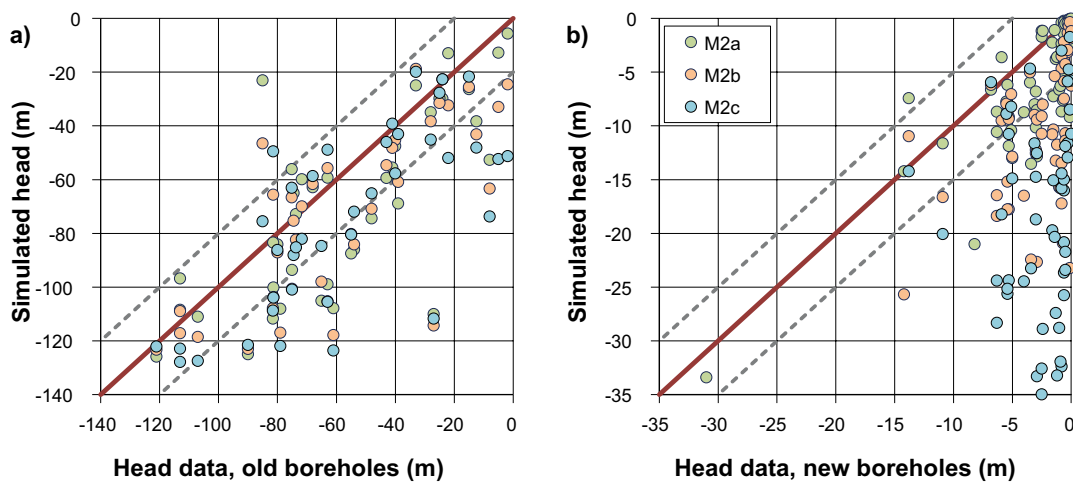 a)
Simulated head (m)
0
-20
-40
-60
-80
-100
-120
-140
-140 -120 -100 -80 -60 -40 -20 0
Head data, old boreholes (m)
b)
Simulated head (m)
0
-5
-10
-15
-20
-25
-30
-35
-35 -30 -25 -20 -15 -10 -5 0
Head data, new boreholes (m)
M2a
M2b
M2c